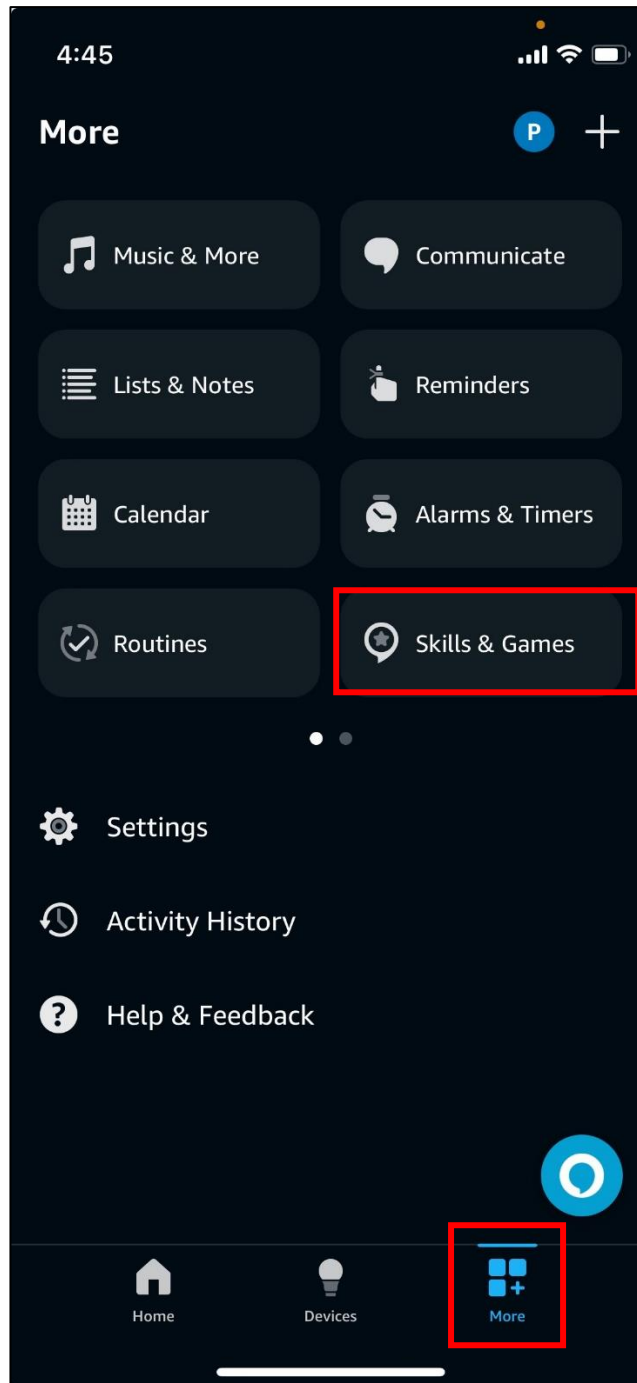 4:45
More
P
Music & More
Communicate
Lists & Notes
Reminders
Calendar
Alarms & Timers
Routines
Skills & Games
Settings
Activity History
? Help & Feedback
Home
Devices
More